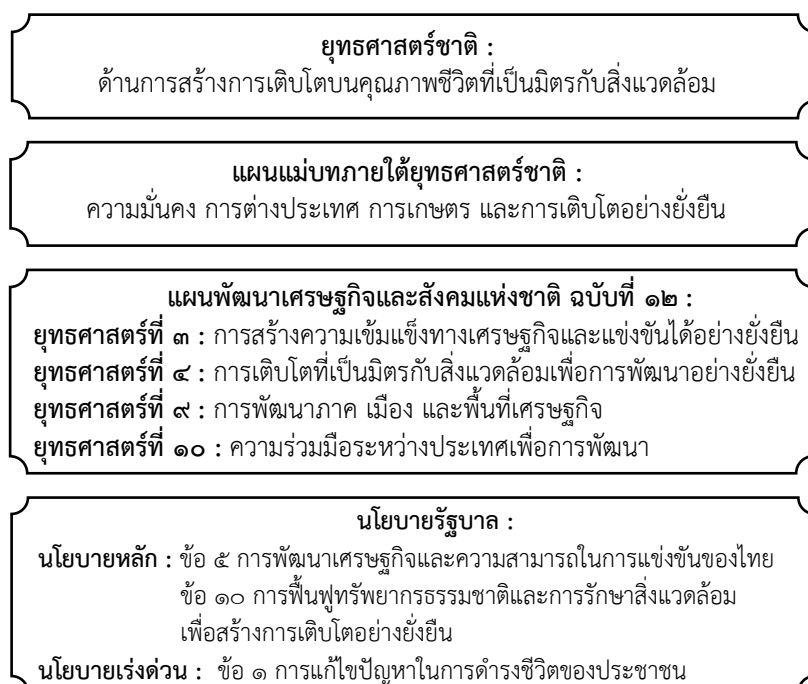 ยุทธศาสตร์ชาติ :
ด้านการสร้างการเติบโตบนคุณภาพชีวิตที่เป็นมิตรกับสิ่งแวดล้อม
แผนแม่บทภายใต้ยุทธศาสตร์ชาติ :
ความมั่นคง การต่างประเทศ การเกษตร และการเติบโตอย่างยั่งยืน
แผนพัฒนาเศรษฐกิจและสังคมแห่งชาติ ฉบับที่ ๑๒ :
ยุทธศาสตร์ที่ ๓ : การสร้างความเข้มแข็งทางเศรษฐกิจและแข่งขันได้อย่างยั่งยืน
ยุทธศาสตร์ที่ ๔ : การเติบโตที่เป็นมิตรกับสิ่งแวดล้อมเพื่อการพัฒนาอย่างยั่งยืน
ยุทธศาสตร์ที่ ๙ : การพัฒนาภาค เมือง และพื้นที่เศรษฐกิจ
ยุทธศาสตร์ที่ ๑๐ : ความร่วมมือระหว่างประเทศเพื่อการพัฒนา
นโยบายรัฐบาล :
นโยบายหลัก : ข้อ ๕ การพัฒนาเศรษฐกิจและความสามารถในการแข่งขันของไทย
ข้อ ๑๐ การฟื้นฟูทรัพยากรธรรมชาติและการรักษาสิ่งแวดล้อม
เพื่อสร้างการเติบโตอย่างยั่งยืน
นโยบายเร่งด่วน : ข้อ ๑ การแก้ไขปัญหาในการดำรงชีวิตของประชาชน